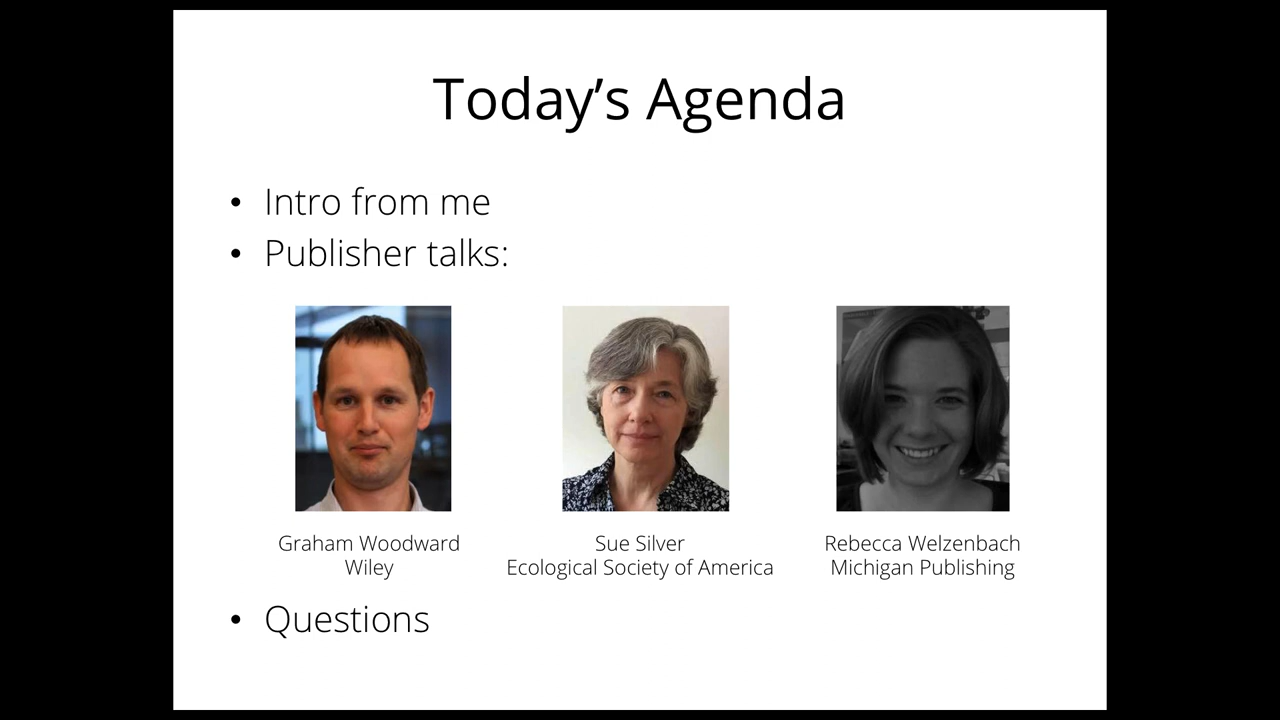 Today’s Agenda
• Intro from me
• Publisher talks:
Graham Woodward
Wiley
Sue Silver
Ecological Society of America
Rebecca Welzenbach
Michigan Publishing
• Questions